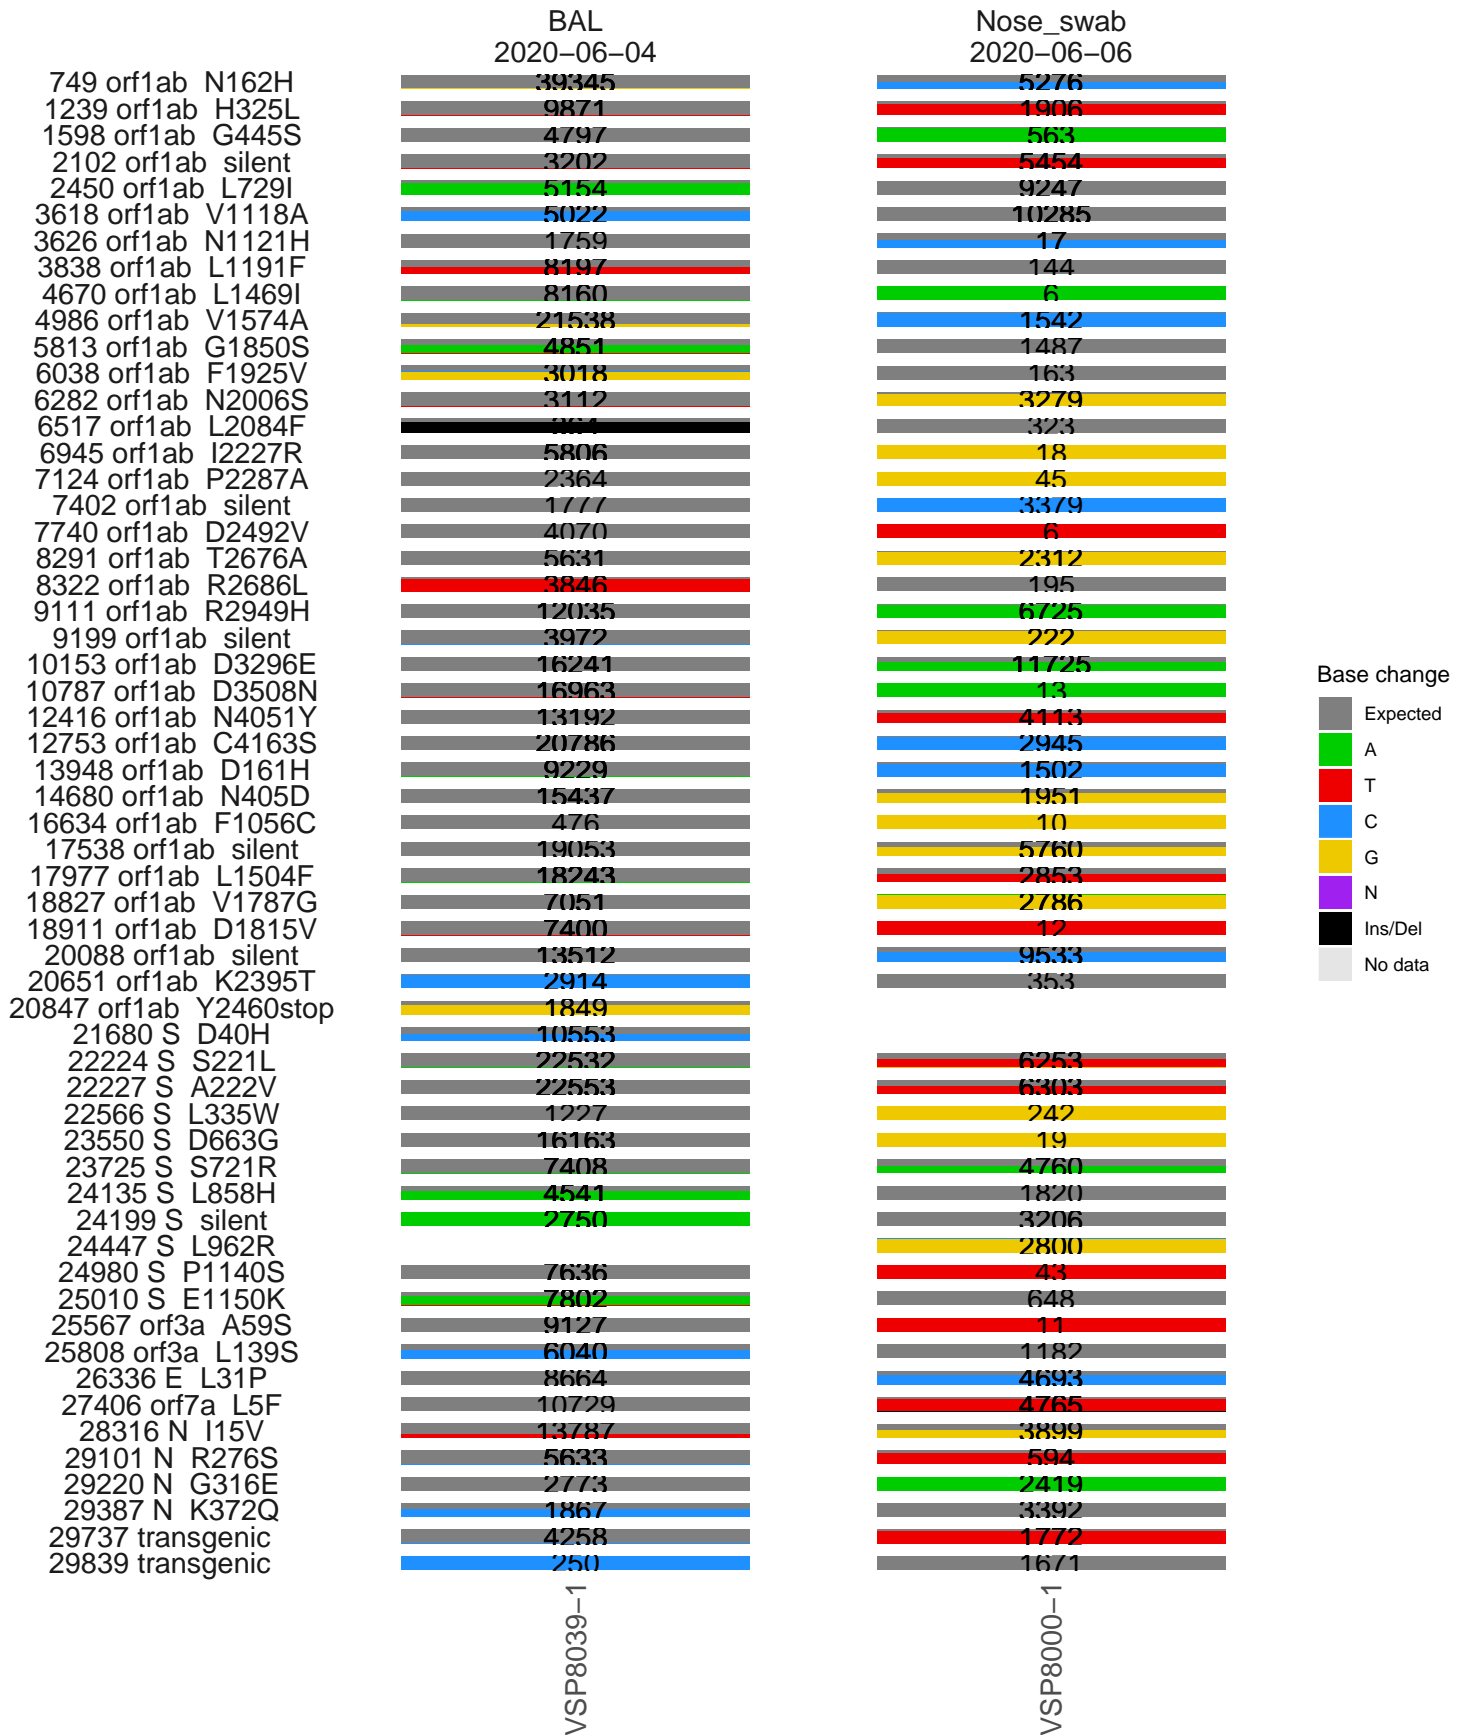 BAL Nose_swab
2020−06−04 2020−06−06
749 orf1ab N162H 39345 5276
1239 orf1ab H325L 9871 1906
1598 orf1ab G445S 4797 563
2102 orf1ab silent 3202 5454
2450 orf1ab L729I 5154 9247
3618 orf1ab V1118A 5022 10285
3626 orf1ab N1121H 1759 17
3838 orf1ab L1191F 8197 144
4670 orf1ab L1469I 8160 6
4986 orf1ab V1574A 21538 1542
5813 orf1ab G1850S 4851 1487
6038 orf1ab F1925V 3018 163
6282 orf1ab N2006S 3112 3279
6517 orf1ab L2084F 323
6945 orf1ab I2227R 5806 18
7124 orf1ab P2287A 2364 45
7402 orf1ab silent 1777 3379
7740 orf1ab D2492V 4070 6
8291 orf1ab T2676A 5631 2312
8322 orf1ab R2686L 3846 195
9111 orf1ab R2949H 12035 6725
9199 orf1ab silent 3972 222
10153 orf1ab D3296E 16241 11725
10787 orf1ab D3508N 16963 13
12416 orf1ab N4051Y 13192 4113
12753 orf1ab C4163S 20786 2945
13948 orf1ab D161H 9229 1502
14680 orf1ab N405D 15437 1951
16634 orf1ab F1056C 476 10
17538 orf1ab silent 19053 5760
17977 orf1ab L1504F 18243 2853
18827 orf1ab V1787G 7051 2786
18911 orf1ab D1815V 7400 12
20088 orf1ab silent 13512 9533
20651 orf1ab K2395T 2914 353
20847 orf1ab Y2460stop 1849
21680 S D40H 10553
22224 S S221L 22532 6253
22227 S A222V 22553 6303
22566 S L335W 1227 242
23550 S D663G 16163 19
23725 S S721R 7408 4760
24135 S L858H 4541 1820
24199 S silent 2750 3206
24447 S L962R 2800
24980 S P1140S 7636 43
25010 S E1150K 7802 648
25567 orf3a A59S 9127 11
25808 orf3a L139S 6040 1182
26336 E L31P 8664 4693
27406 orf7a L5F 10729 4765
28316 N I15V 13787 3899
29101 N R276S 5633 594
29220 N G316E 2773 2419
29387 N K372Q 1867 3392
29737 transgenic 4258 1772
29839 transgenic 250 1671
VSP8039−1 VSP8000−1
Base change
Expected
A
T
C
G
N
Ins/Del
No data